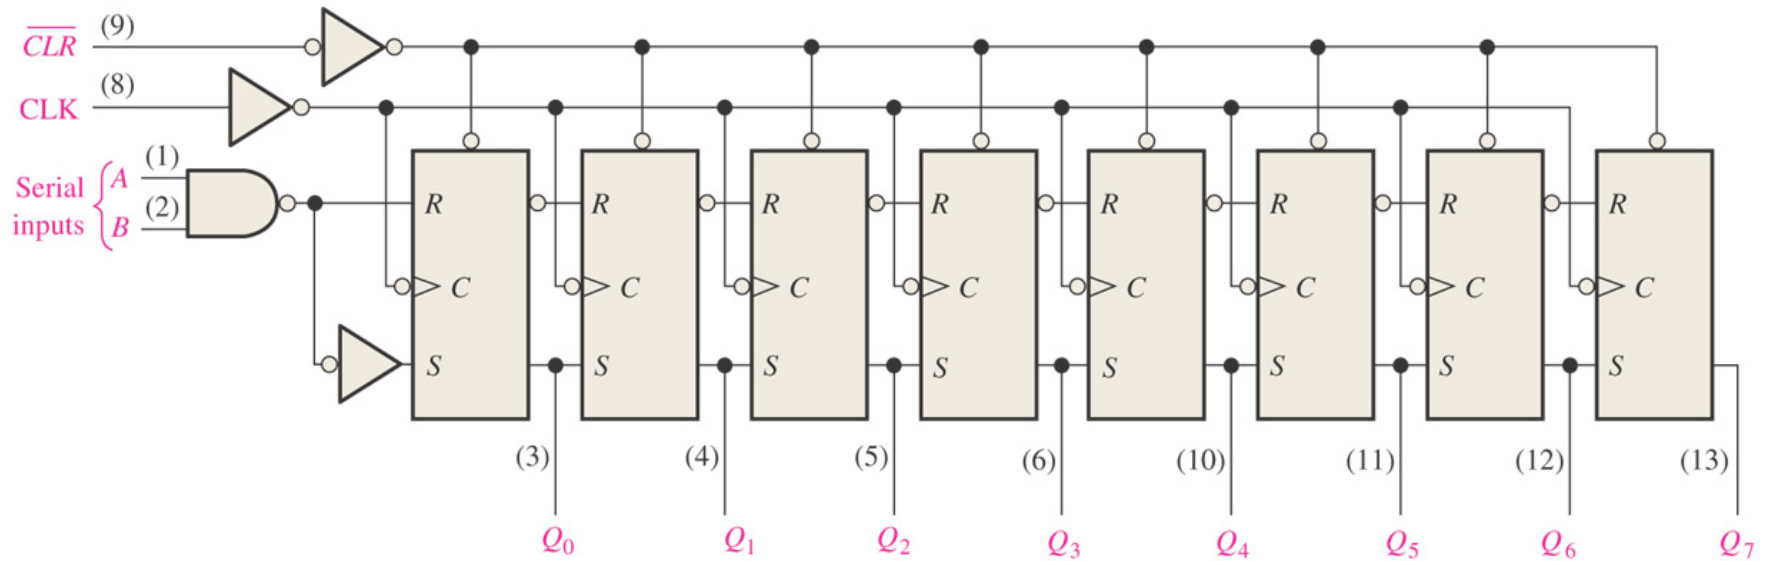 C̅L̅R̅ (9)
CLK (8)
Serial inputs { A (1)
B (2)
R R R R R R R R
C C C C C C C C
S S S S S S S S
(3) (4) (5) (6) (10) (11) (12) (13)
Q₀ Q₁ Q₂ Q₃ Q₄ Q₅ Q₆ Q₇